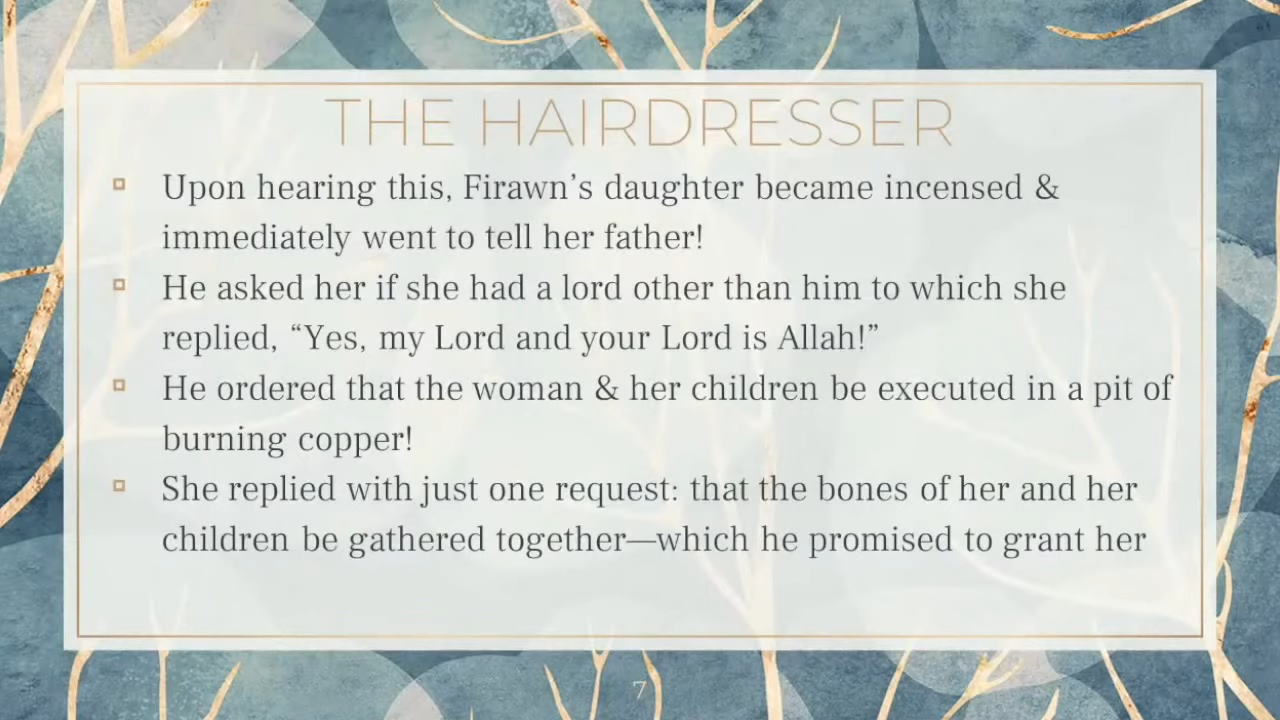 THE HAIRDRESSER
Upon hearing this, Firawn’s daughter became incensed &
immediately went to tell her father!
He asked her if she had a lord other than him to which she
replied, “Yes, my Lord and your Lord is Allah!”
He ordered that the woman & her children be executed in a pit of
burning copper!
She replied with just one request: that the bones of her and her
children be gathered together—which he promised to grant her
7